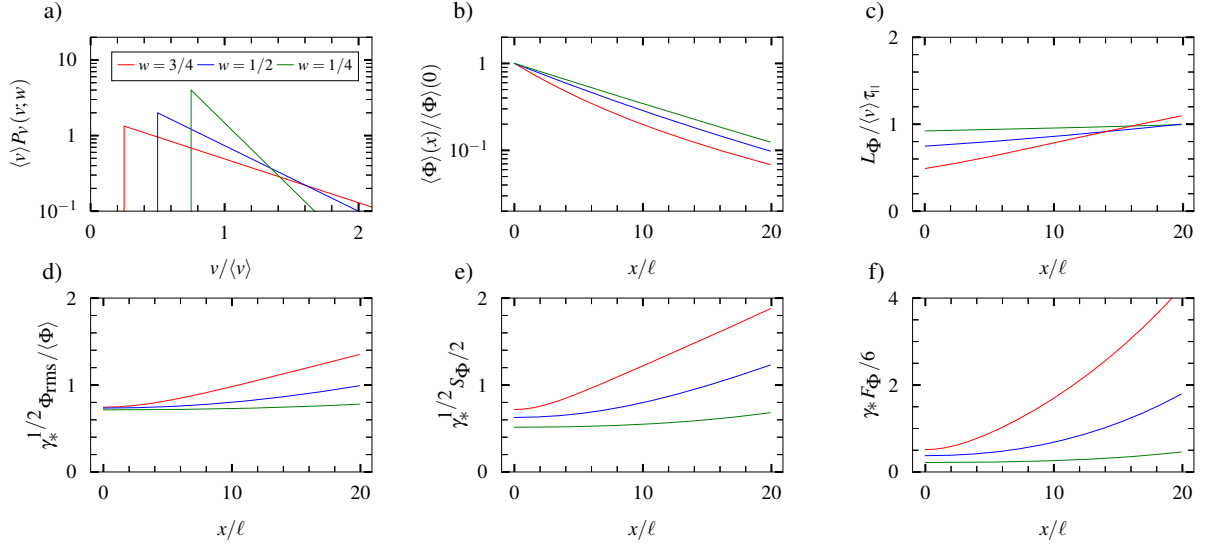 a)
10
1
10⁻¹
⟨v⟩P_v(v;w)
w = 3/4
w = 1/2
w = 1/4
0
1
2
v/⟨v⟩
b)
1
10⁻¹
⟨Φ⟩(x)/⟨Φ⟩(0)
0
10
20
x/ℓ
c)
2
1
0
L_Φ/⟨v⟩τ_∥
0
10
20
x/ℓ
d)
2
1
0
γ_*^{1/2} Φ_rms/⟨Φ⟩
0
10
20
x/ℓ
e)
2
1
0
γ_*^{1/2} S_Φ/2
0
10
20
x/ℓ
f)
4
2
0
γ_* F_Φ/6
0
10
20
x/ℓ